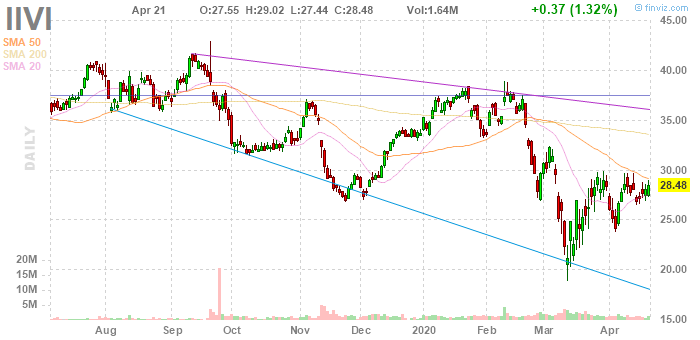 IIVI
Apr 21 O:27.55 H:29.02 L:27.44 C:28.48 Vol:1.64M +0.37 (1.32%)
© finviz.com
SMA 50
SMA 200
SMA 20
DAILY
45.00
40.00
35.00
30.00
28.48
25.00
20.00
15.00
20M
15M
10M
5M
Aug Sep Oct Nov Dec 2020 Feb Mar Apr